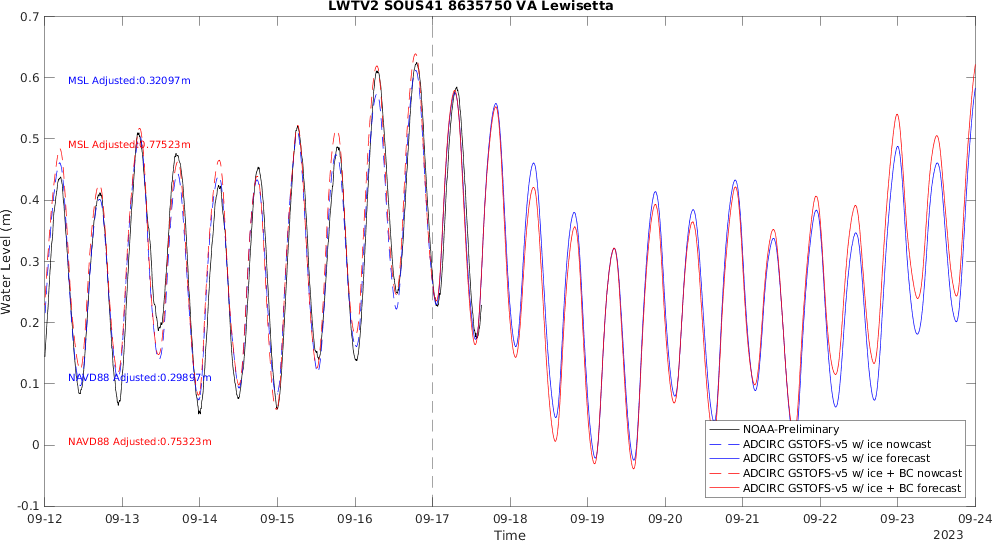 LWTV2 SOUS41 8635750 VA Lewisetta
0.7
0.6
0.5
0.4
0.3
0.2
0.1
0
-0.1
Water Level (m)
MSL Adjusted:0.32097m
MSL Adjusted:0.77523m
NAVD88 Adjusted:0.29897m
NAVD88 Adjusted:0.75323m
NOAA-Preliminary
ADCIRC GSTOFS-v5 w/ ice nowcast
ADCIRC GSTOFS-v5 w/ ice forecast
ADCIRC GSTOFS-v5 w/ ice + BC nowcast
ADCIRC GSTOFS-v5 w/ ice + BC forecast
09-12 09-13 09-14 09-15 09-16 09-17 09-18 09-19 09-20 09-21 09-22 09-23 09-24
Time
2023